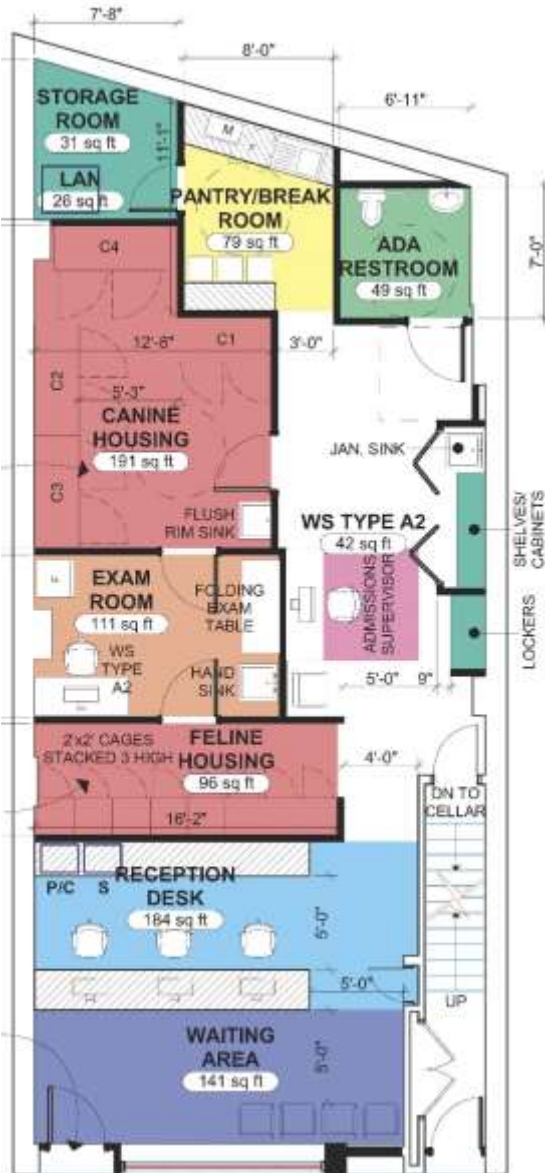 7'-8"
8'-0"
6'-11"
STORAGE
ROOM
31 sq ft
11'-1"
LAN
26 sq ft
M
PANTRY/BREAK
ROOM
79 sq ft
ADA
RESTROOM
49 sq ft
7'-0"
C4
12'-6"
C1
3'-0"
C2
5'-3"
CANINE
HOUSING
191 sq ft
C3
FLUSH
RIM SINK
JAN. SINK
WS TYPE A2
42 sq ft
SHELVES/
CABINETS
ADMISSIONS
SUPERVISOR
LOCKERS
EXAM
ROOM
111 sq ft
WS
TYPE
A2
FOLDING
EXAM
TABLE
HAND
SINK
5'-0"
9"
2'x2' CAGES
STACKED 3 HIGH
FELINE
HOUSING
96 sq ft
16'-2"
4'-0"
DN TO
CELLAR
P/C
S
RECEPTION
DESK
184 sq ft
5'-0"
5'-0"
UP
WAITING
AREA
141 sq ft
5'-0"